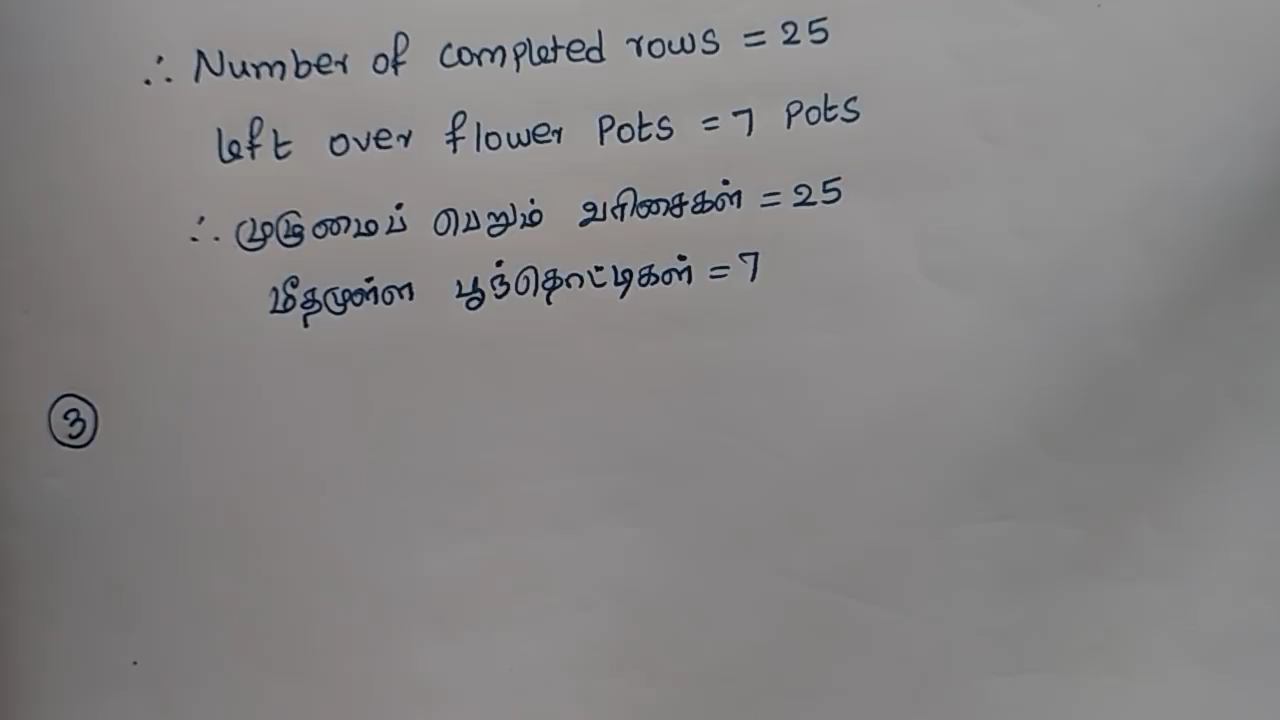 ∴ Number of completed rows = 25
left over flower Pots = 7 Pots
∴ முழுமைப் பெறும் வரிசைகள் = 25
மீதமுள்ள பூந்தொட்டிகள் = 7
3